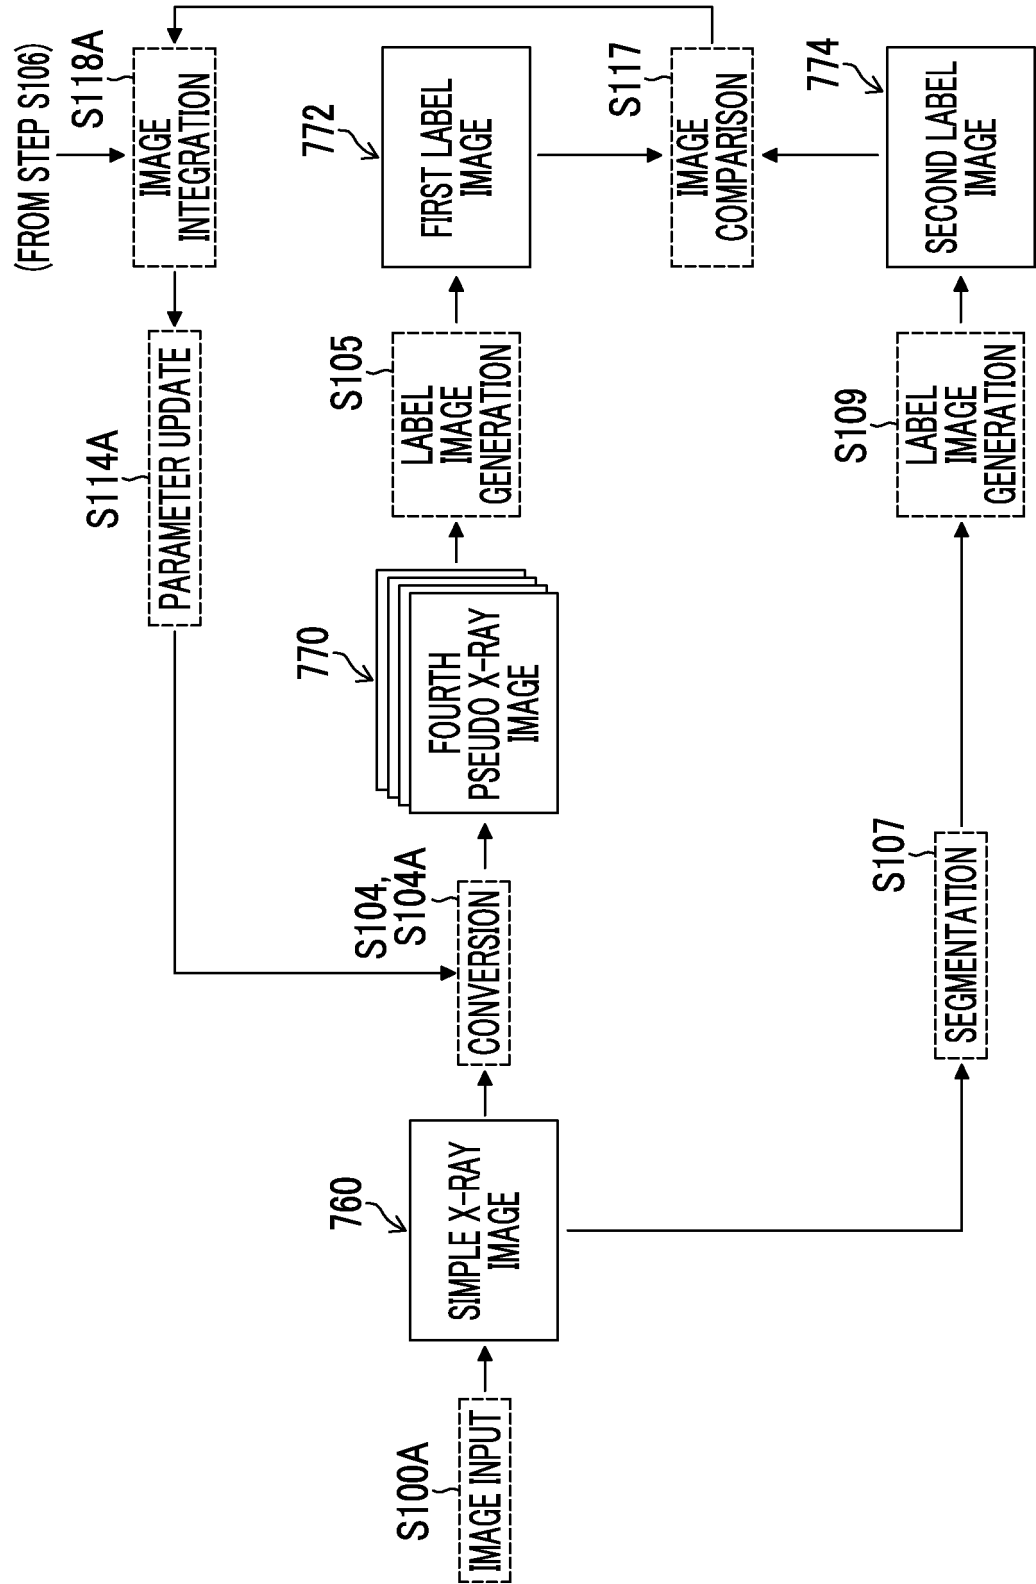 (FROM STEP S106)
S118A
IMAGE
INTEGRATION
S114A
PARAMETER UPDATE
S100A
IMAGE INPUT
760
SIMPLE X-RAY
IMAGE
S104,
S104A
CONVERSION
770
FOURTH
PSEUDO X-RAY
IMAGE
S105
LABEL
IMAGE
GENERATION
772
FIRST LABEL
IMAGE
S117
IMAGE
COMPARISON
S107
SEGMENTATION
S109
LABEL
IMAGE
GENERATION
774
SECOND LABEL
IMAGE